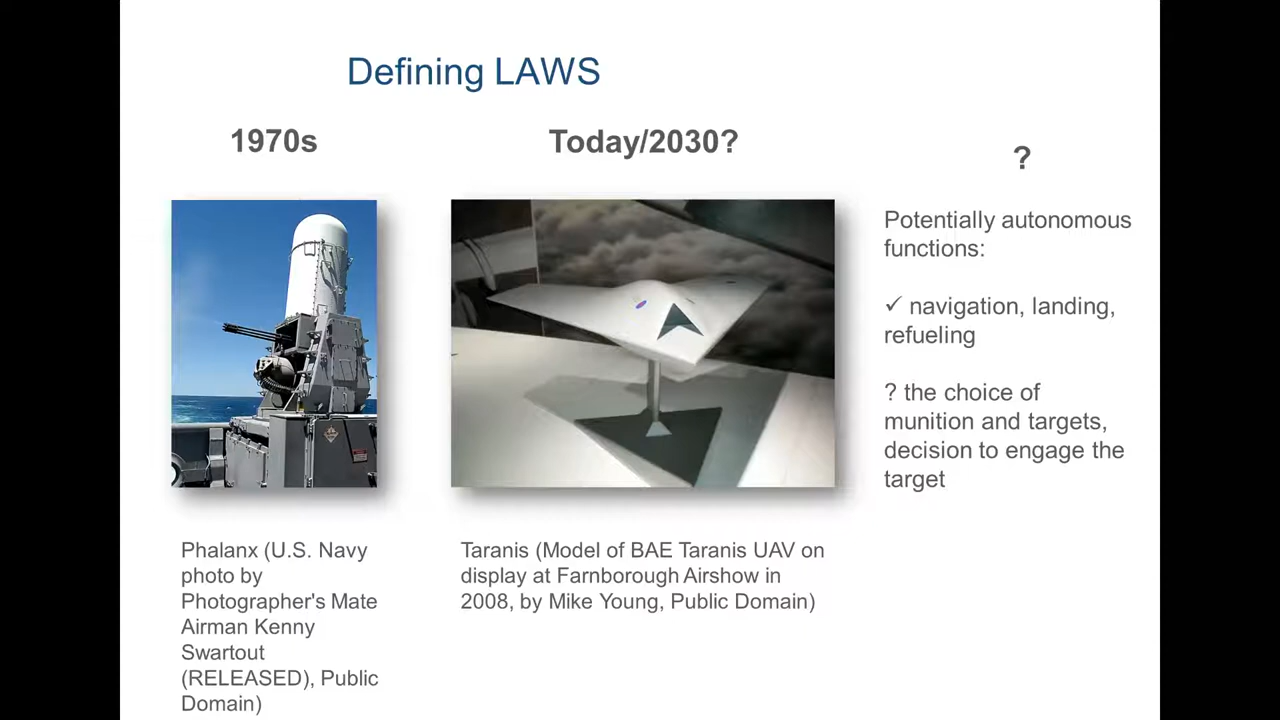 Defining LAWS
1970s
Today/2030?
?
Potentially autonomous
functions:
✓ navigation, landing,
refueling
? the choice of
munition and targets,
decision to engage the
target
Phalanx (U.S. Navy
photo by
Photographer's Mate
Airman Kenny
Swartout
(RELEASED), Public
Domain)
Taranis (Model of BAE Taranis UAV on
display at Farnborough Airshow in
2008, by Mike Young, Public Domain)